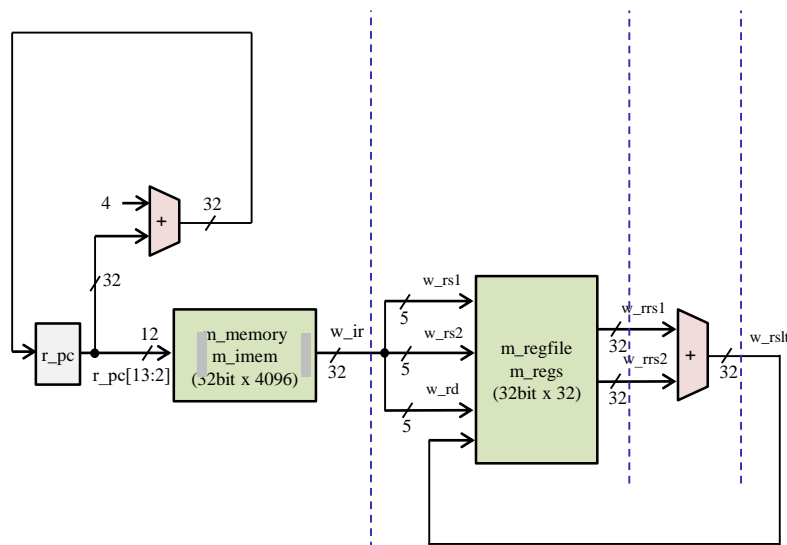 4
+
32
32
r_pc
12
r_pc[13:2]
m_memory
m_imem
(32bit x 4096)
w_ir
32
w_rs1
5
w_rs2
5
w_rd
5
m_regfile
m_regs
(32bit x 32)
w_rrs1
32
w_rrs2
32
+
32
w_rslt